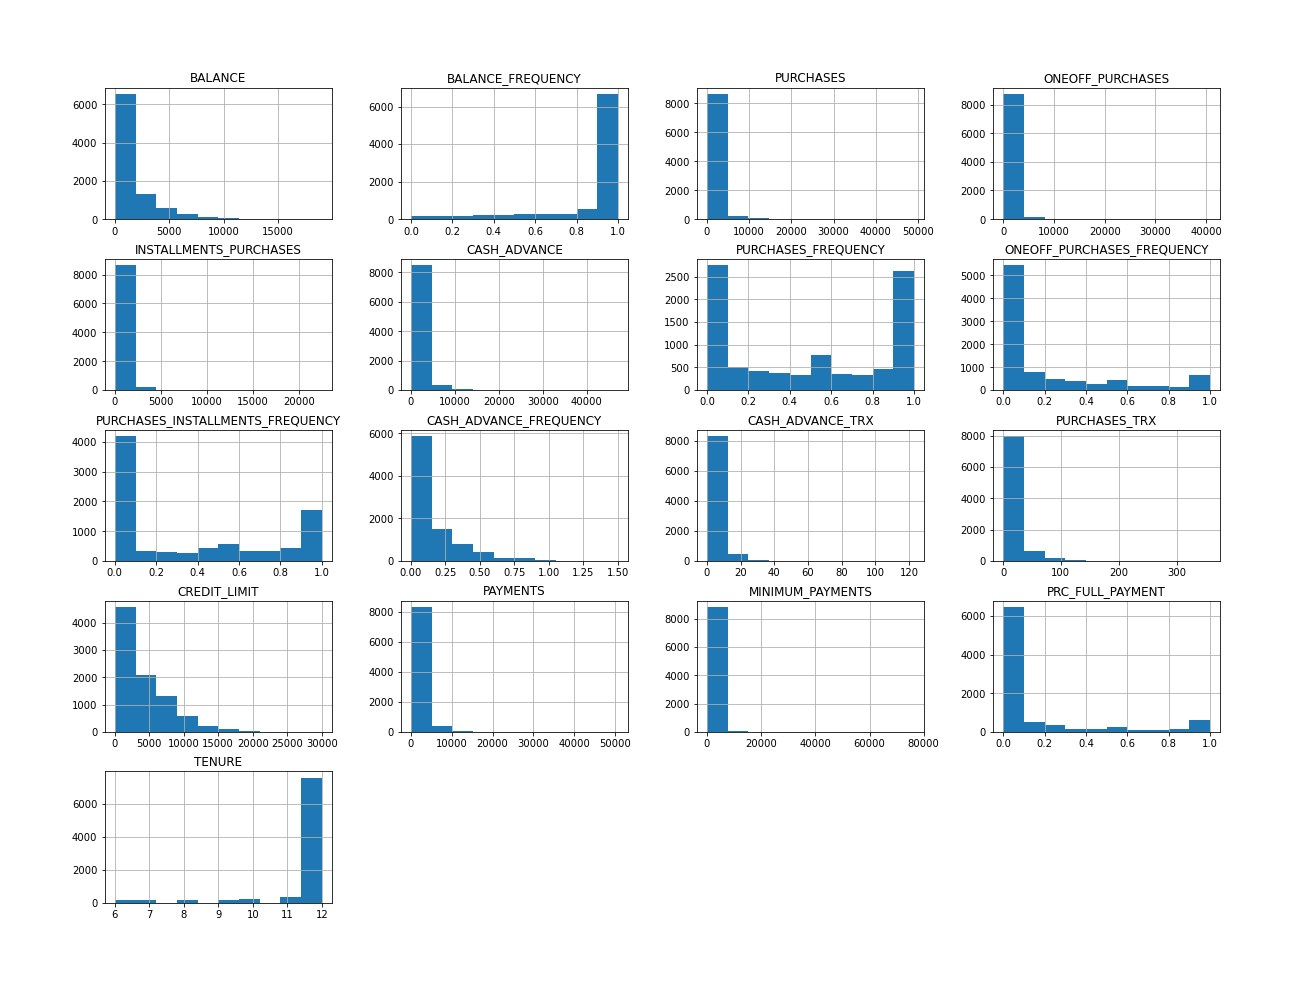 BALANCE
6000
4000
2000
0
0 5000 10000 15000
BALANCE_FREQUENCY
6000
4000
2000
0
0.0 0.2 0.4 0.6 0.8 1.0
PURCHASES
8000
6000
4000
2000
0
0 10000 20000 30000 40000 50000
ONEOFF_PURCHASES
8000
6000
4000
2000
0
0 10000 20000 30000 40000
INSTALLMENTS_PURCHASES
8000
6000
4000
2000
0
0 5000 10000 15000 20000
CASH_ADVANCE
8000
6000
4000
2000
0
0 10000 20000 30000 40000
PURCHASES_FREQUENCY
2500
2000
1500
1000
500
0
0.0 0.2 0.4 0.6 0.8 1.0
ONEOFF_PURCHASES_FREQUENCY
5000
4000
3000
2000
1000
0
0.0 0.2 0.4 0.6 0.8 1.0
PURCHASES_INSTALLMENTS_FREQUENCY
4000
3000
2000
1000
0
0.0 0.2 0.4 0.6 0.8 1.0
CASH_ADVANCE_FREQUENCY
6000
4000
2000
0
0.00 0.25 0.50 0.75 1.00 1.25 1.50
CASH_ADVANCE_TRX
8000
6000
4000
2000
0
0 20 40 60 80 100 120
PURCHASES_TRX
8000
6000
4000
2000
0
0 100 200 300
CREDIT_LIMIT
4000
3000
2000
1000
0
0 5000 10000 15000 20000 25000 30000
PAYMENTS
8000
6000
4000
2000
0
0 10000 20000 30000 40000 50000
MINIMUM_PAYMENTS
8000
6000
4000
2000
0
0 20000 40000 60000 80000
PRC_FULL_PAYMENT
6000
4000
2000
0
0.0 0.2 0.4 0.6 0.8 1.0
TENURE
6000
4000
2000
0
6 7 8 9 10 11 12